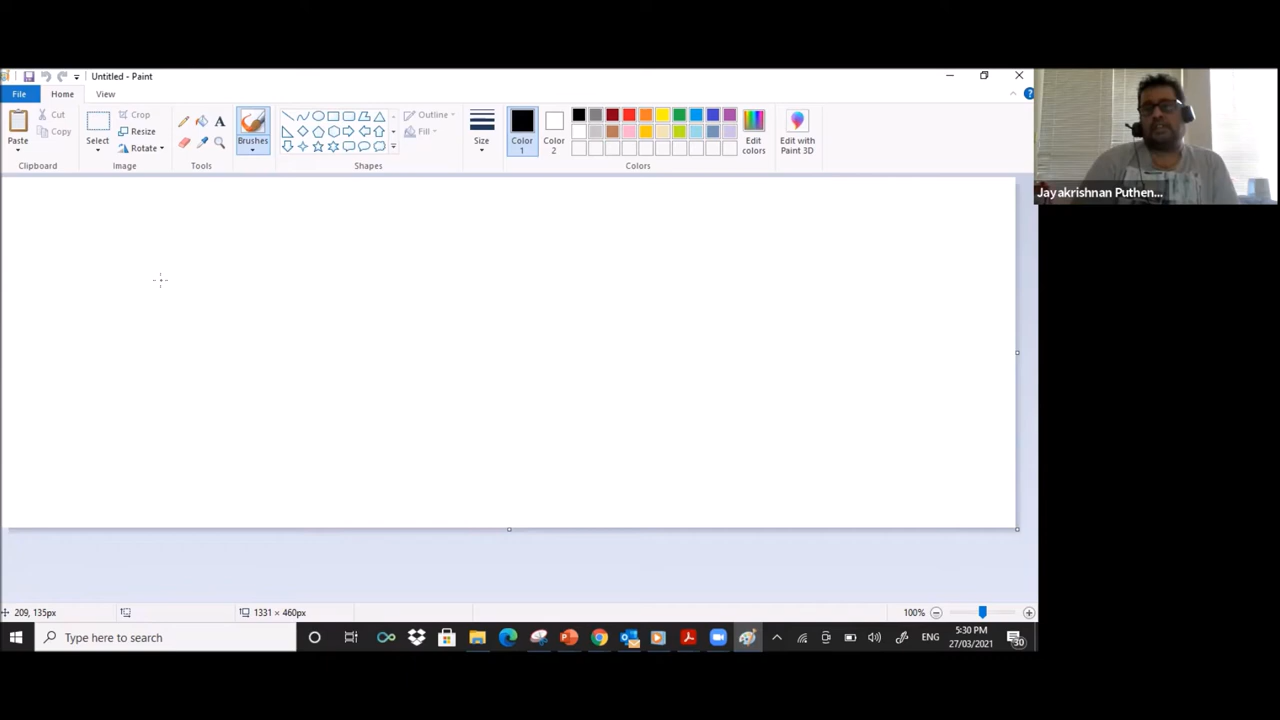 Untitled - Paint
File Home View
Paste
Cut
Copy
Clipboard
Select
Crop
Resize
Rotate
Image
A
Tools
Brushes
Shapes
Outline
Fill
Size
Color 1
Color 2
Edit colors
Colors
Edit with Paint 3D
?
Jayakrishnan Puthen...
209, 135px
1331 × 460px
100%
Type here to search
ENG
5:30 PM
27/03/2021
30